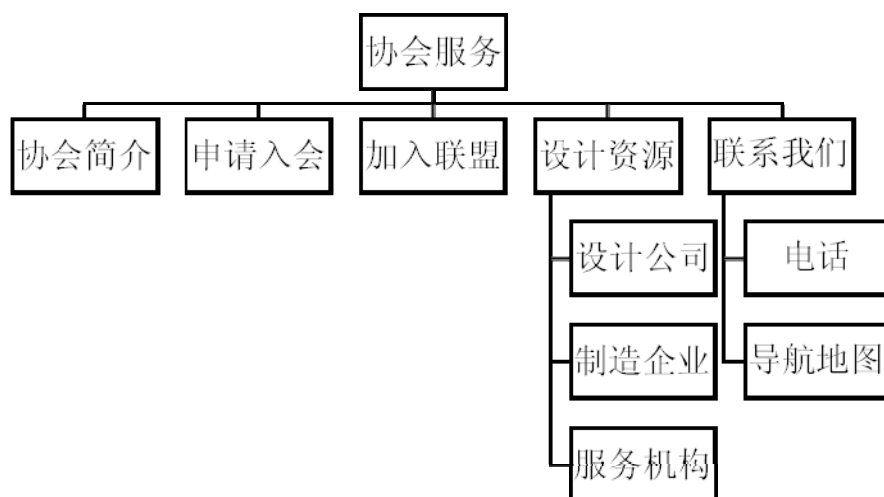 协会服务
协会简介
申请入会
加入联盟
设计资源
联系我们
设计公司
电话
制造企业
导航地图
服务机构